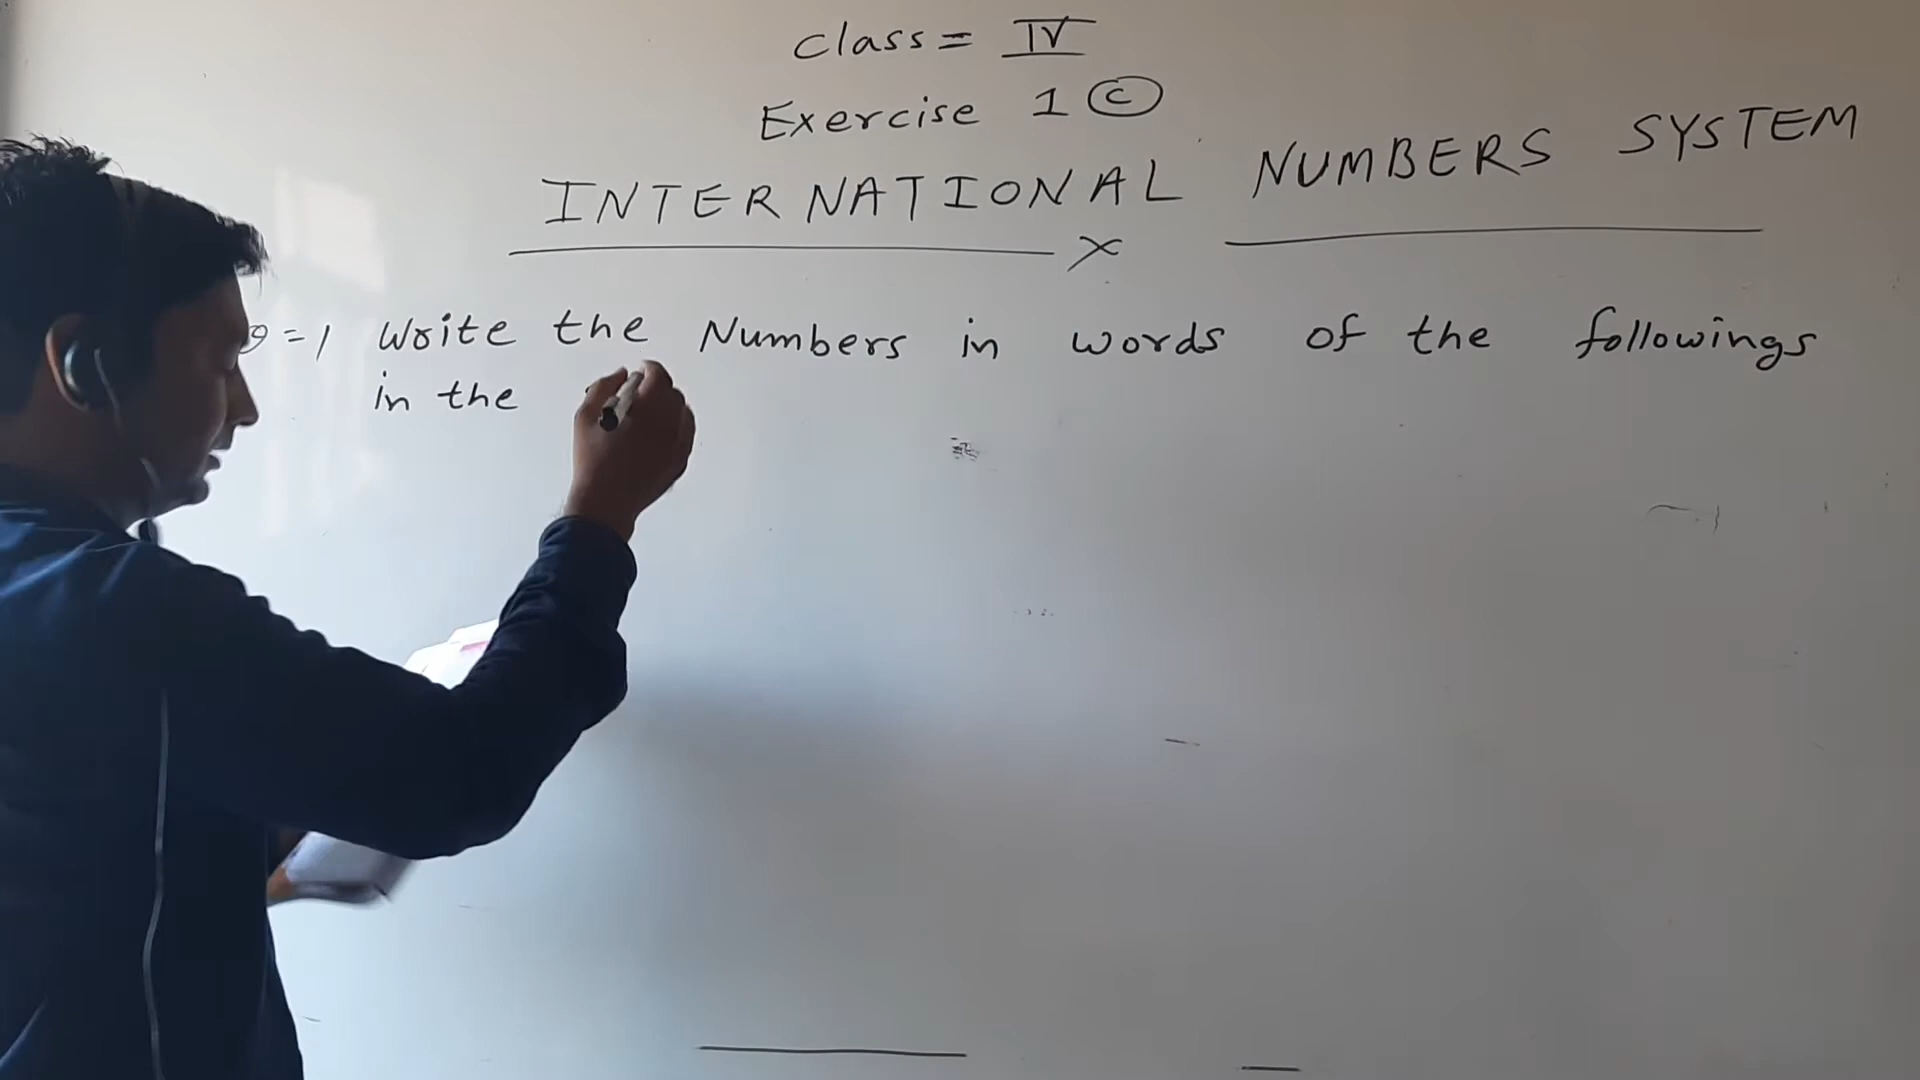 class = IV
Exercise 1 (C)
INTERNATIONAL NUMBERS SYSTEM
= 1 Write the Numbers in words of the followings
in the